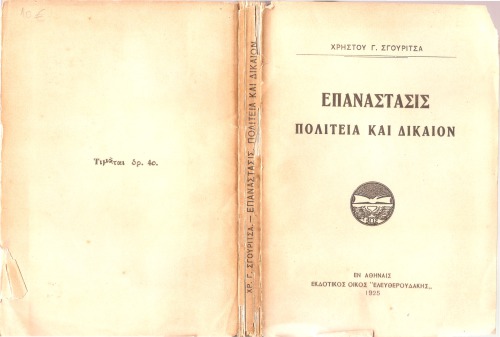 Τιμᾶται δρ. 40.
ΧΡ. Γ. ΣΓΟΥΡΙΤΣΑ. — ΕΠΑΝΑΣΤΑΣΙΣ ΠΟΛΙΤΕΙΑ ΚΑΙ ΔΙΚΑΙΟΝ
ΧΡΗΣΤΟΥ Γ. ΣΓΟΥΡΙΤΣΑ
ΕΠΑΝΑΣΤΑΣΙΣ
ΠΟΛΙΤΕΙΑ ΚΑΙ ΔΙΚΑΙΟΝ
ΕΝ ΑΘΗΝΑΙΣ
ΕΚΔΟΤΙΚΟΣ ΟΙΚΟΣ "ΕΛΕΥΘΕΡΟΥΔΑΚΗΣ„
1925